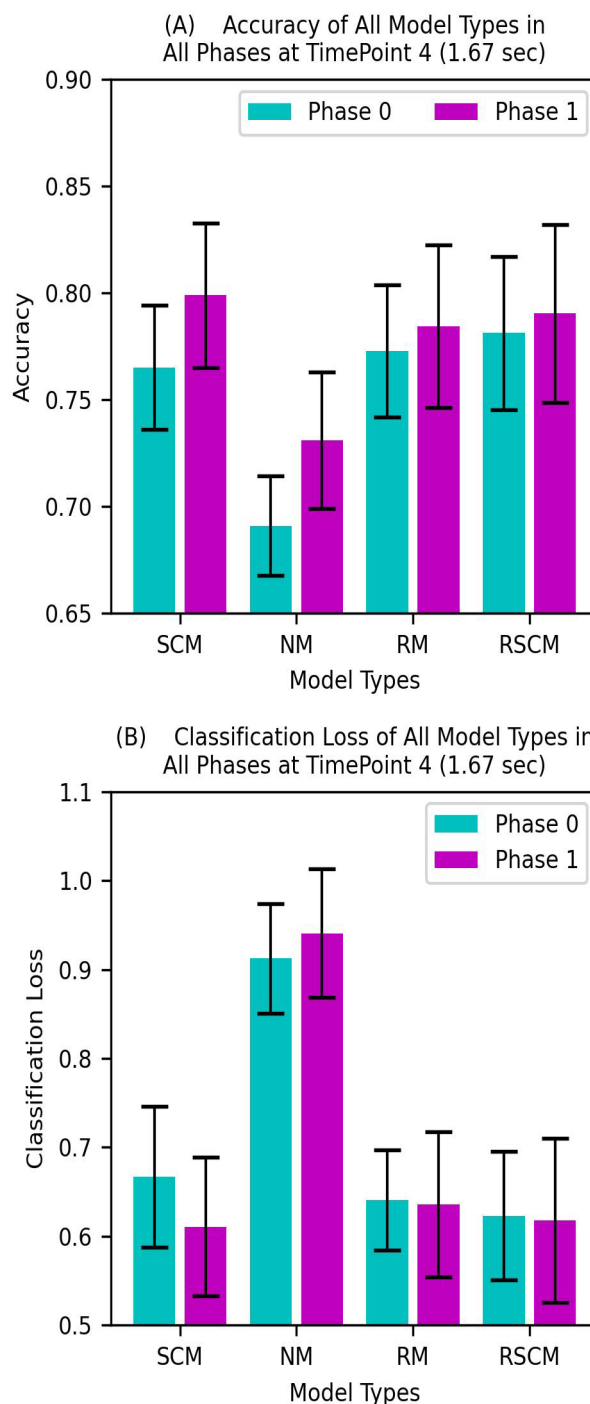 (A) Accuracy of All Model Types in
All Phases at TimePoint 4 (1.67 sec)
Phase 0 Phase 1
0.90
0.85
0.80
0.75
0.70
0.65
Accuracy
SCM NM RM RSCM
Model Types
(B) Classification Loss of All Model Types in
All Phases at TimePoint 4 (1.67 sec)
Phase 0
Phase 1
1.1
1.0
0.9
0.8
0.7
0.6
0.5
Classification Loss
SCM NM RM RSCM
Model Types